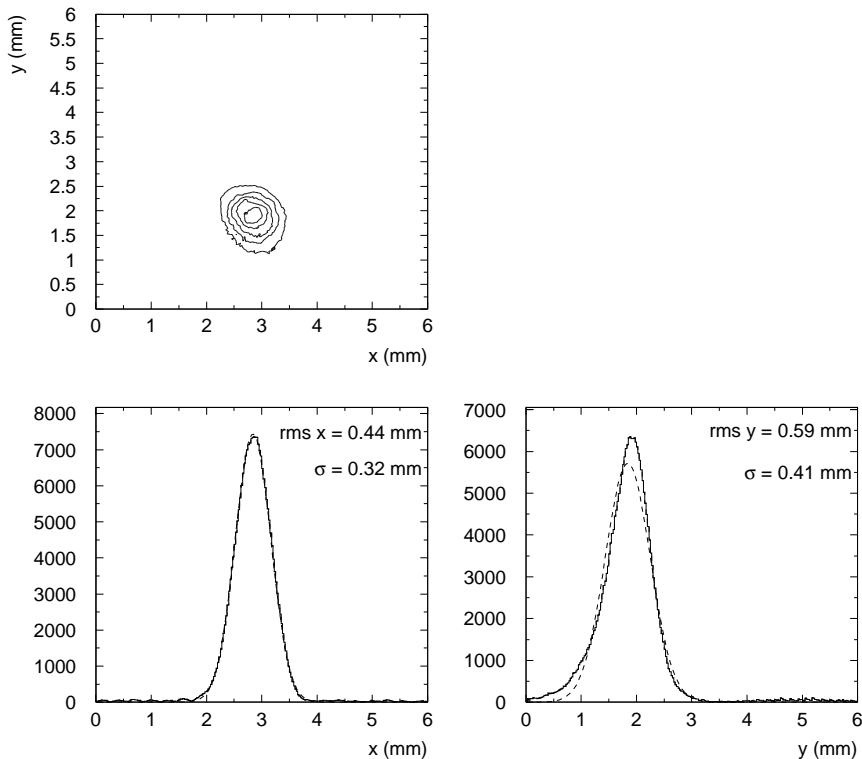 y (mm)
6
5.5
5
4.5
4
3.5
3
2.5
2
1.5
1
0.5
0
0 1 2 3 4 5 6
x (mm)
8000
7000
6000
5000
4000
3000
2000
1000
0
rms x = 0.44 mm
σ = 0.32 mm
0 1 2 3 4 5 6
x (mm)
7000
6000
5000
4000
3000
2000
1000
0
rms y = 0.59 mm
σ = 0.41 mm
0 1 2 3 4 5 6
y (mm)